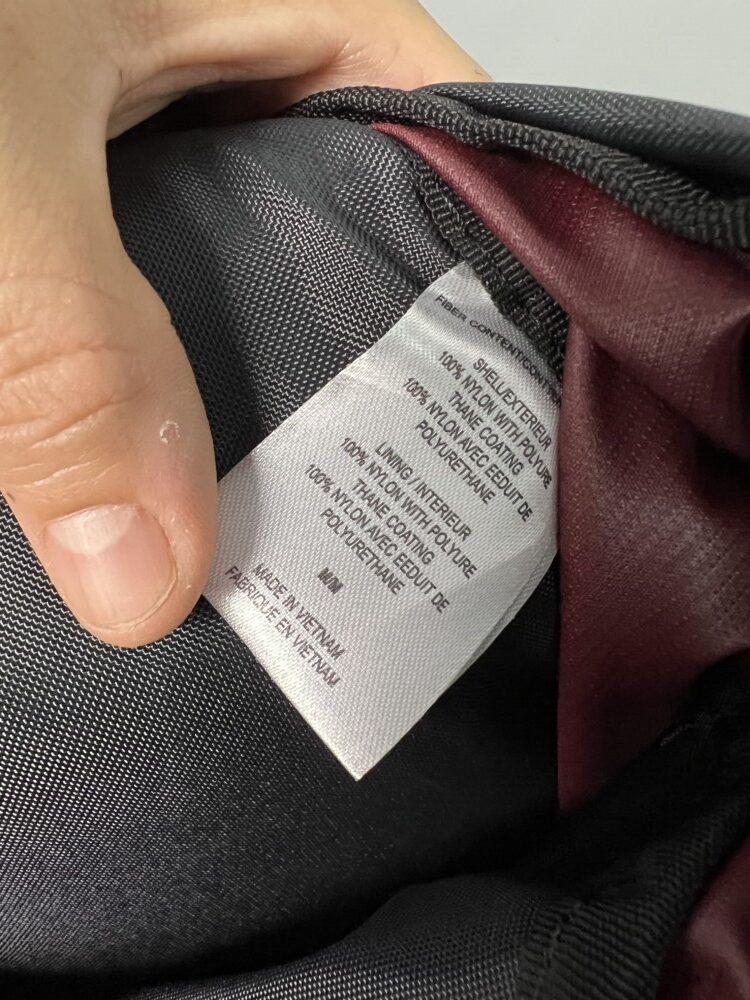 FIBER CONTENT/CONT
SHELL/EXTERIEUR
100% NYLON WITH POLYURE
THANE COATING
100% NYLON AVEC EEDUIT DE
POLYURETHANE
LINING / INTERIEUR
100% NYLON WITH POLYURE
THANE COATING
100% NYLON AVEC EEDUIT DE
POLYURETHANE
MADE IN VIETNAM
FABRIQUE EN VIETNAM